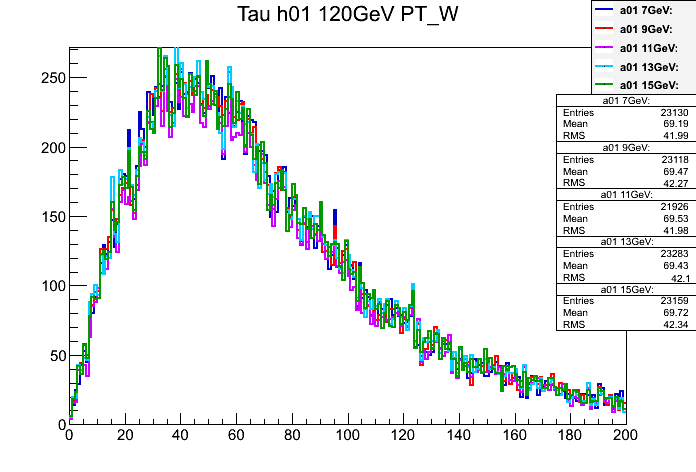 Tau h01 120GeV PT_W
a01 7GeV:
a01 9GeV:
a01 11GeV:
a01 13GeV:
a01 15GeV:
a01 7GeV:
Entries 23130
Mean 69.19
RMS 41.99
a01 9GeV:
Entries 23118
Mean 69.47
RMS 42.27
a01 11GeV:
Entries 21926
Mean 69.53
RMS 41.98
a01 13GeV:
Entries 23283
Mean 69.43
RMS 42.1
a01 15GeV:
Entries 23159
Mean 69.72
RMS 42.34
250
200
150
100
50
0
0 20 40 60 80 100 120 140 160 180 200